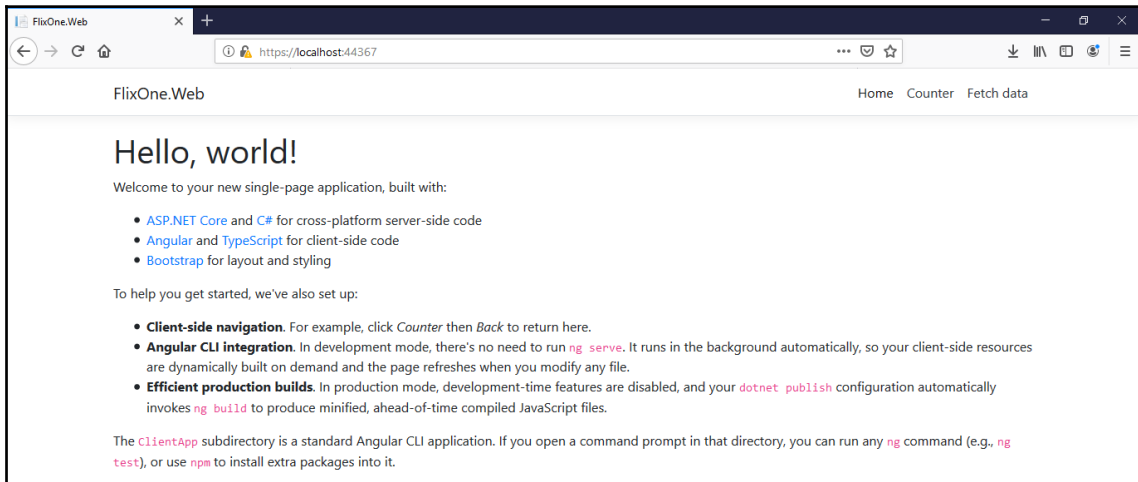 FlixOne.Web
https://localhost:44367
FlixOne.Web Home Counter Fetch data
Hello, world!
Welcome to your new single-page application, built with:
ASP.NET Core and C# for cross-platform server-side code
Angular and TypeScript for client-side code
Bootstrap for layout and styling
To help you get started, we've also set up:
Client-side navigation. For example, click Counter then Back to return here.
Angular CLI integration. In development mode, there's no need to run ng serve. It runs in the background automatically, so your client-side resources
are dynamically built on demand and the page refreshes when you modify any file.
Efficient production builds. In production mode, development-time features are disabled, and your dotnet publish configuration automatically
invokes ng build to produce minified, ahead-of-time compiled JavaScript files.
The ClientApp subdirectory is a standard Angular CLI application. If you open a command prompt in that directory, you can run any ng command (e.g., ng
test), or use npm to install extra packages into it.